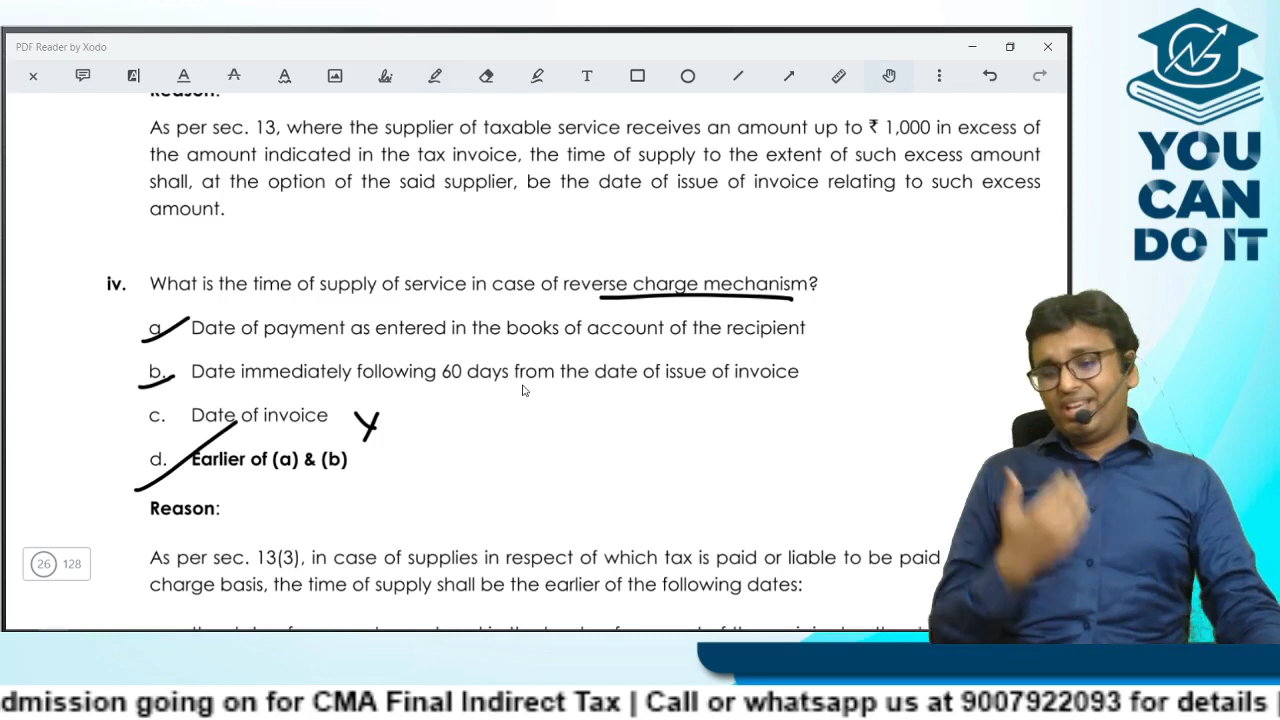 PDF Reader by Xodo
Reason:
As per sec. 13, where the supplier of taxable service receives an amount up to ₹ 1,000 in excess of
the amount indicated in the tax invoice, the time of supply to the extent of such excess amount
shall, at the option of the said supplier, be the date of issue of invoice relating to such excess
amount.
iv. What is the time of supply of service in case of reverse charge mechanism?
a. Date of payment as entered in the books of account of the recipient
b. Date immediately following 60 days from the date of issue of invoice
c. Date of invoice
d. Earlier of (a) & (b)
Reason:
As per sec. 13(3), in case of supplies in respect of which tax is paid or liable to be paid
charge basis, the time of supply shall be the earlier of the following dates:
26 128
YOU
CAN
DO IT
dmission going on for CMA Final Indirect Tax | Call or whatsapp us at 9007922093 for details |